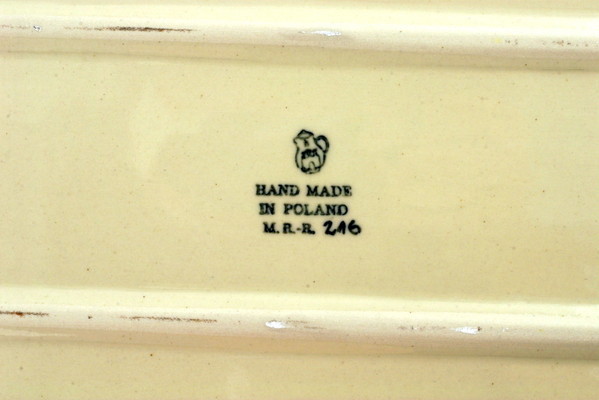 HAND MADE
IN POLAND
M. R.-R. 216